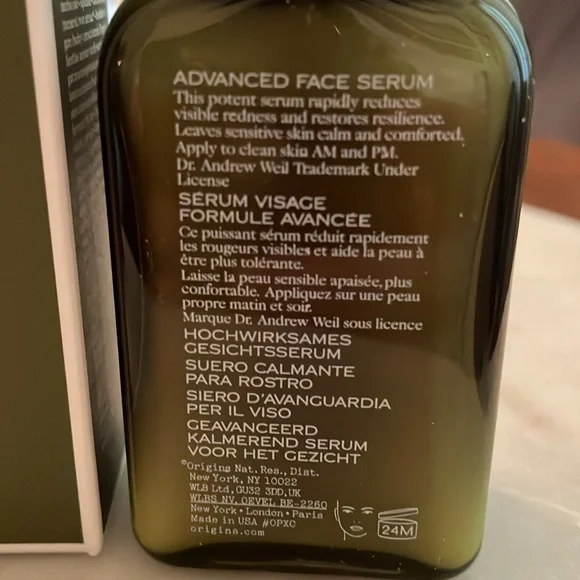 ADVANCED FACE SERUM
This potent serum rapidly reduces
visible redness and restores resilience.
Leaves sensitive skin calm and comforted.
Apply to clean skin AM and PM.
Dr. Andrew Weil Trademark Under
License
SÉRUM VISAGE
FORMULE AVANCÉE
Ce puissant sérum réduit rapidement
les rougeurs visibles et aide la peau à
être plus tolérante.
Laisse la peau sensible apaisée, plus
confortable. Appliquez sur une peau
propre matin et soir.
Marque Dr. Andrew Weil sous licence
HOCHWIRKSAMES
GESICHTSSERUM
SUERO CALMANTE
PARA ROSTRO
SIERO D'AVANGUARDIA
PER IL VISO
GEAVANCEERD
KALMEREND SERUM
VOOR HET GEZICHT
©Origins Nat. Res., Dist.
New York, NY 10022
WLB Ltd, GU32 3DD, UK
WLBS NV. OEVEL BE-2260
New York • London • Paris
Made in USA #0PXC
origins.com
24M